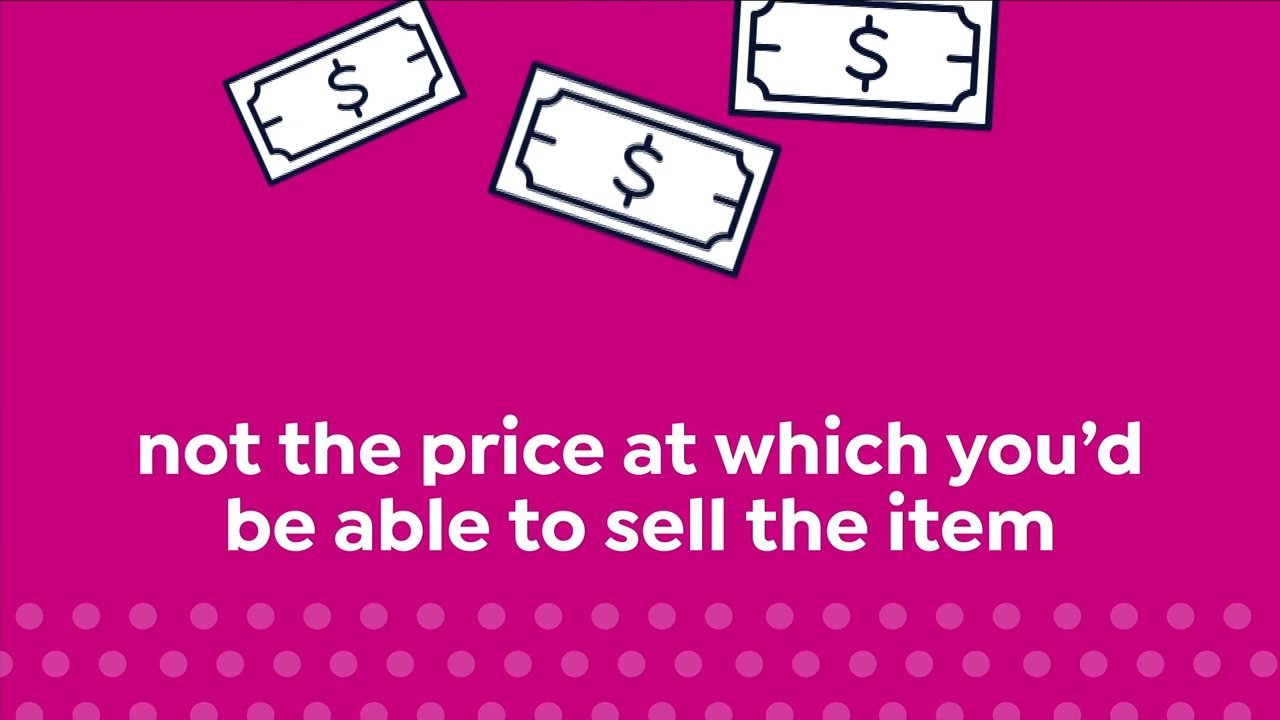 $
$
$
not the price at which you’d
be able to sell the item